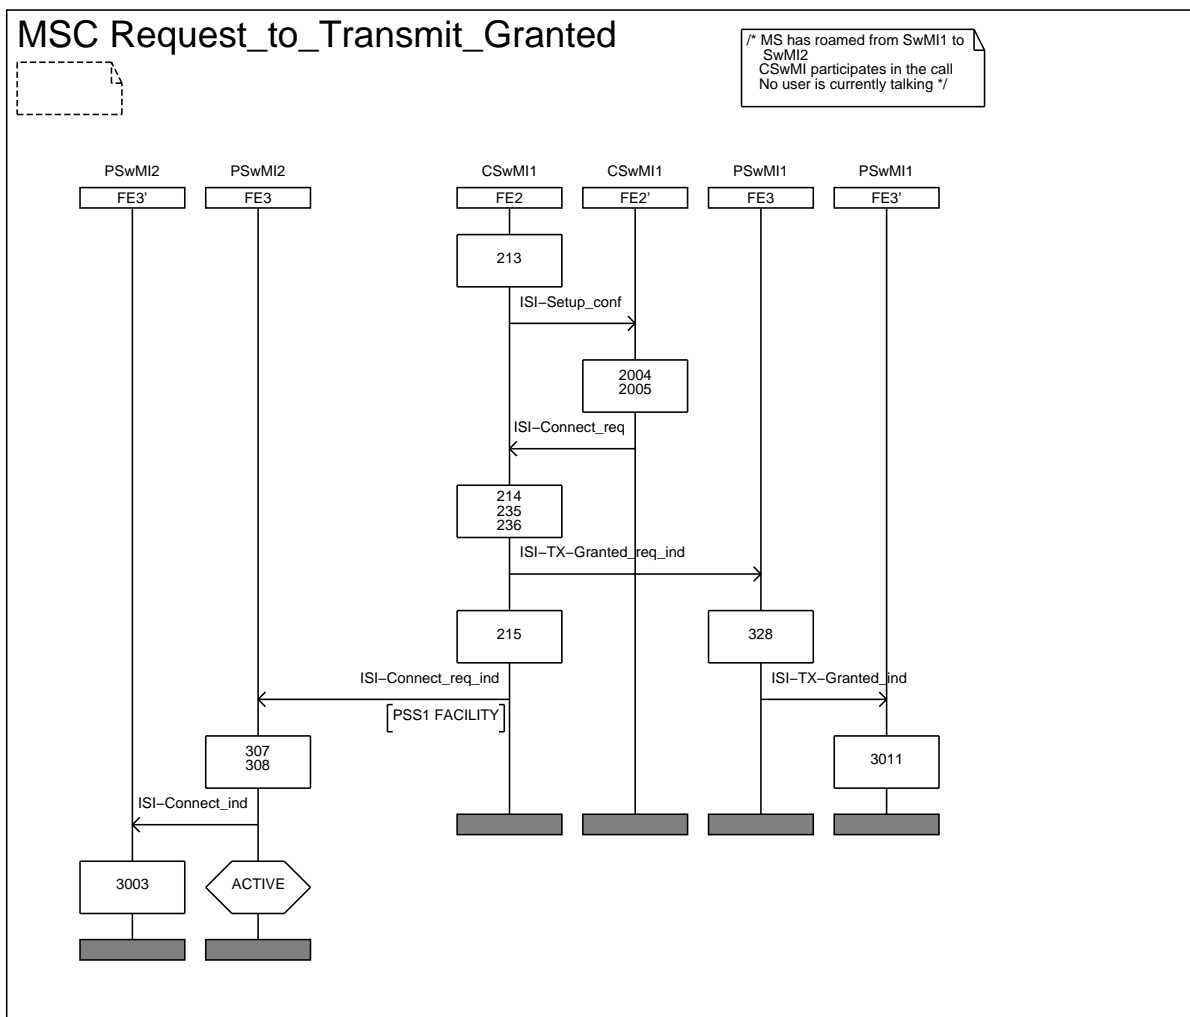 MSC Request_to_Transmit_Granted
/* MS has roamed from SwMI1 to
SwMI2
CSwMI participates in the call
No user is currently talking */
PSwMI2 PSwMI2 CSwMI1 CSwMI1 PSwMI1 PSwMI1
FE3' FE3 FE2 FE2' FE3 FE3'
213
ISI−Setup_conf
2004
2005
ISI−Connect_req
214
235
236
ISI−TX−Granted_req_ind
215 328
ISI−Connect_req_ind ISI−TX−Granted_ind
PSS1 FACILITY
307
308
3011
ISI−Connect_ind
3003 ACTIVE